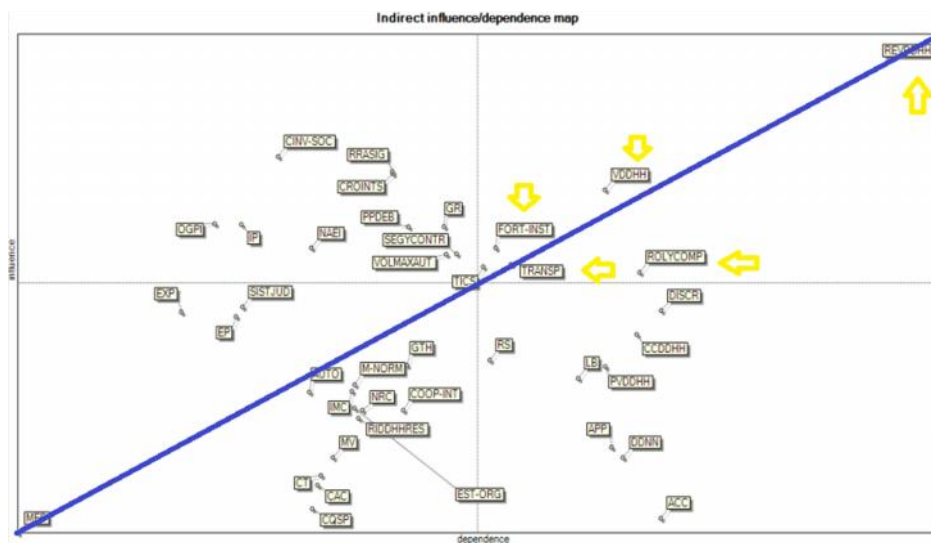 Indirect influence/dependence map
CINV-SOC
RRASIG
CROINTS
VDDHH
GR
PPDEB
OGPI
IP
NAEI
SEGYCONTR
FORT-INST
VOLMAXAUT
TRANSP
ROLYCOMP
TICS
influence
EXP
SISTJUD
DISCR
EP
RS
GTH
CCDDHH
M-NORM
LB
PVDDHH
IMC
NRC
COOP-INT
RIDDHHRES
APP
DDNN
MV
CT
CAC
EST-ORG
CQSP
ACC
dependence